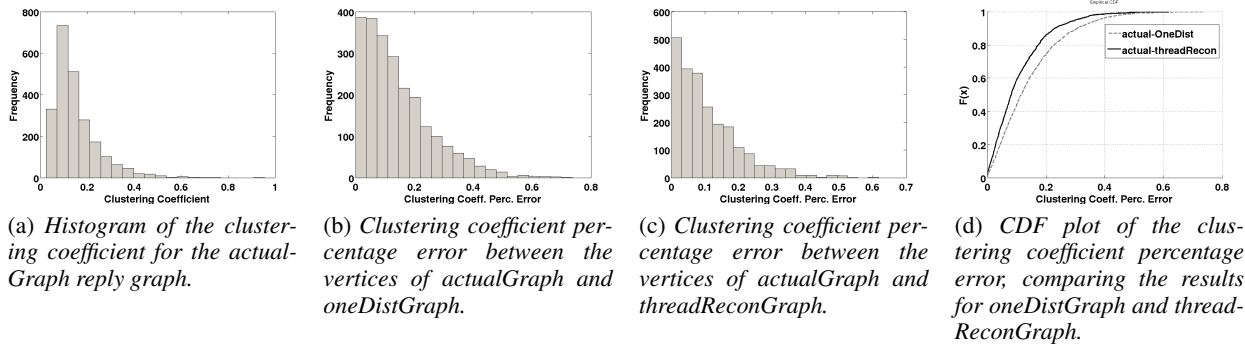 Empirical CDF
800
600
400
200
0
Frequency
0 0.2 0.4 0.6 0.8 1
Clustering Coefficient
400
300
200
100
0
Frequency
0 0.2 0.4 0.6 0.8
Clustering Coeff. Perc. Error
600
500
400
300
200
100
0
Frequency
0 0.1 0.2 0.3 0.4 0.5 0.6 0.7
Clustering Coeff. Perc. Error
1
0.8
0.6
0.4
0.2
0
F(x)
actual-OneDist
actual-threadRecon
0 0.2 0.4 0.6 0.8
Clustering Coeff. Perc. Error
(a) Histogram of the cluster-
ing coefficient for the actual-
Graph reply graph.
(b) Clustering coefficient per-
centage error between the
vertices of actualGraph and
oneDistGraph.
(c) Clustering coefficient per-
centage error between the
vertices of actualGraph and
threadReconGraph.
(d) CDF plot of the clus-
tering coefficient percentage
error, comparing the results
for oneDistGraph and thread-
ReconGraph.